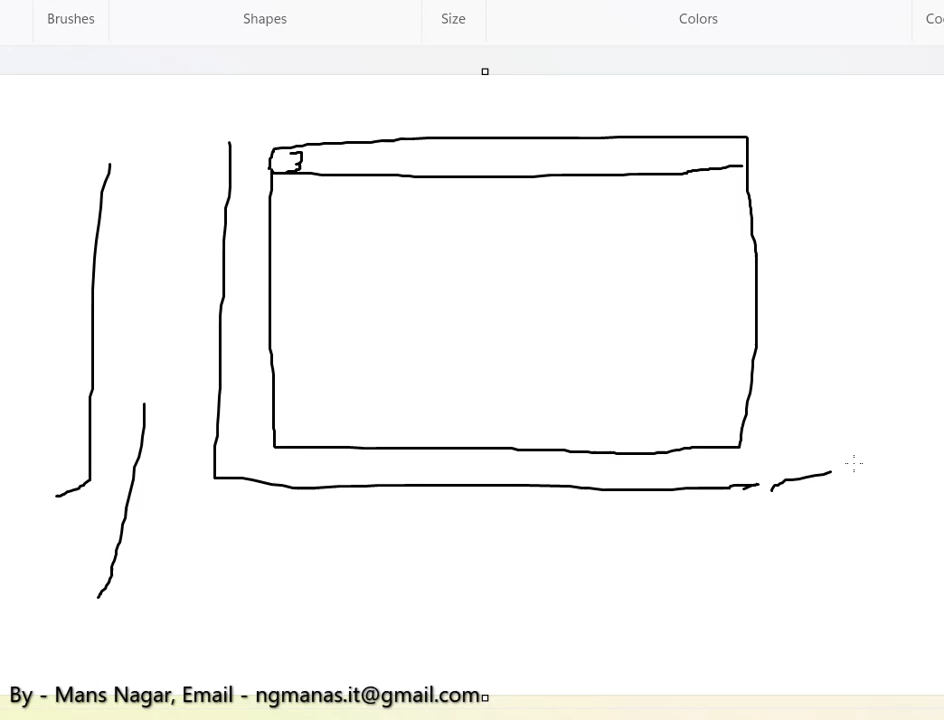 Brushes
Shapes
Size
Colors
By - Mans Nagar, Email - ngmanas.it@gmail.com